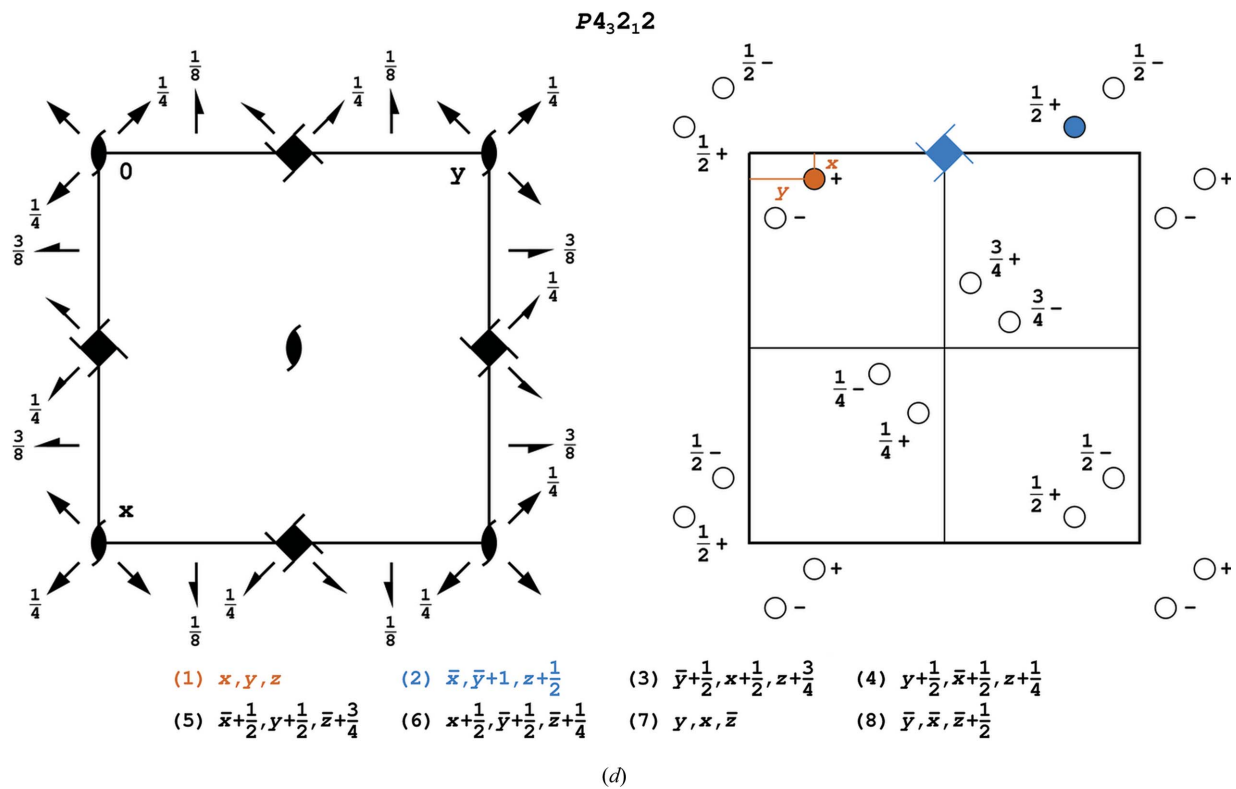 P4₃2₁2
1/8 1/8 1/2 − 1/2 −
1/4 1/4 1/4 1/2 +
1/2 +
0 y x + +
1/4 y
− −
3/8 3/8 3/4 +
1/4 3/4 −
1/4 1/4 −
3/8 3/8 1/4 + 1/2 − 1/2 −
1/4 1/2 +
x 1/2 +
+ +
1/4 1/4 1/4 − −
1/8 1/8
(1) x,y,z (2) x̄,ȳ+1,z+1/2 (3) ȳ+1/2,x+1/2,z+3/4 (4) y+1/2,x̄+1/2,z+1/4
(5) x̄+1/2,y+1/2,z̄+3/4 (6) x+1/2,ȳ+1/2,z̄+1/4 (7) y,x,z̄ (8) ȳ,x̄,z̄+1/2
(d)